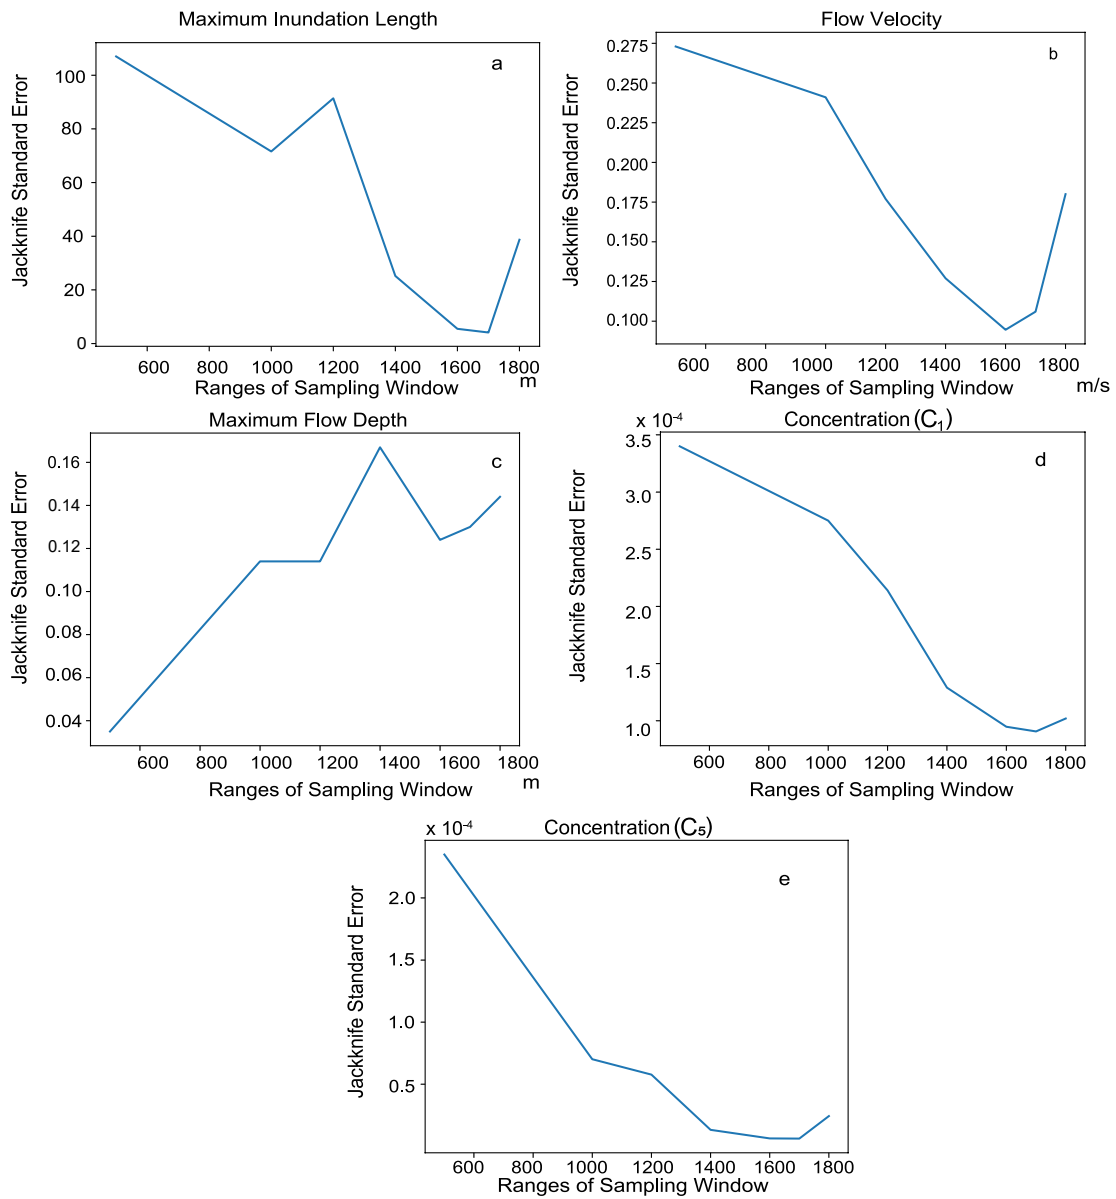 Maximum Inundation Length
a
Jackknife Standard Error
100
80
60
40
20
0
600 800 1000 1200 1400 1600 1800
Ranges of Sampling Window m
Flow Velocity
b
Jackknife Standard Error
0.275
0.250
0.225
0.200
0.175
0.150
0.125
0.100
600 800 1000 1200 1400 1600 1800
Ranges of Sampling Window m/s
Maximum Flow Depth
c
Jackknife Standard Error
0.16
0.14
0.12
0.10
0.08
0.06
0.04
600 800 1000 1200 1400 1600 1800
Ranges of Sampling Window m
x 10⁻⁴ Concentration (C₁)
d
Jackknife Standard Error
3.5
3.0
2.5
2.0
1.5
1.0
600 800 1000 1200 1400 1600 1800
Ranges of Sampling Window
x 10⁻⁴ Concentration (C₅)
e
Jackknife Standard Error
2.0
1.5
1.0
0.5
600 800 1000 1200 1400 1600 1800
Ranges of Sampling Window